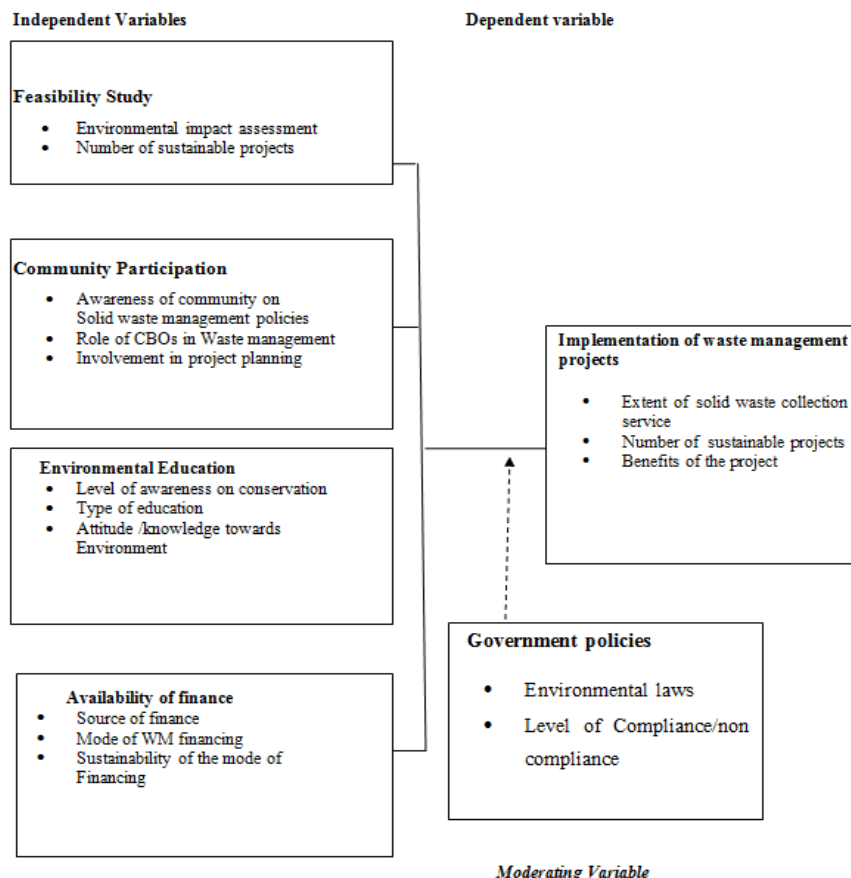 Independent Variables
Dependent variable
Feasibility Study
• Environmental impact assessment
• Number of sustainable projects
Community Participation
• Awareness of community on
Solid waste management policies
• Role of CBOs in Waste management
• Involvement in project planning
Environmental Education
• Level of awareness on conservation
• Type of education
• Attitude /knowledge towards
Environment
Availability of finance
• Source of finance
• Mode of WM financing
• Sustainability of the mode of
Financing
Implementation of waste management
projects
• Extent of solid waste collection
service
• Number of sustainable projects
• Benefits of the project
Government policies
• Environmental laws
• Level of Compliance/non
compliance
Moderating Variable